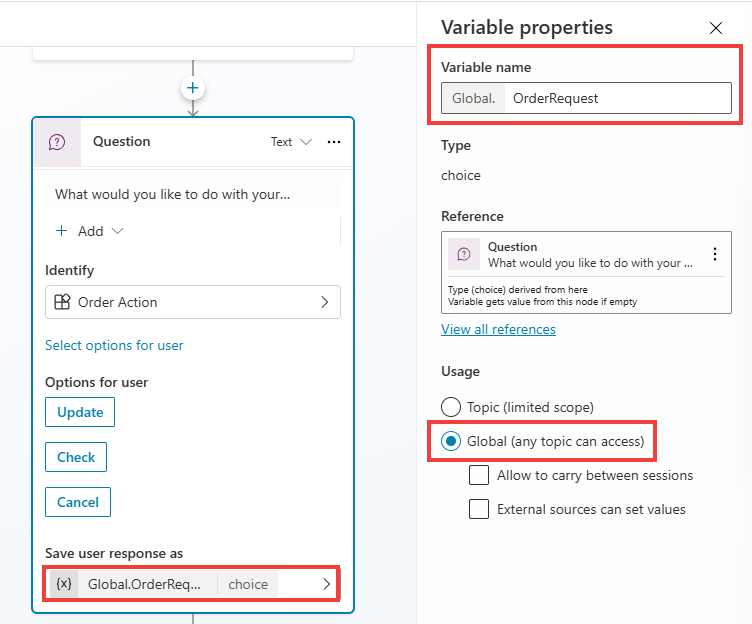 Question
Text
What would you like to do with your...
Add
Identify
Order Action
Select options for user
Options for user
Update
Check
Cancel
Save user response as
{x} Global.OrderReq... choice
Variable properties
Variable name
Global. OrderRequest
Type
choice
Reference
Question
What would you like to do with your ...
Type (choice) derived from here
Variable gets value from this node if empty
View all references
Usage
Topic (limited scope)
Global (any topic can access)
Allow to carry between sessions
External sources can set values